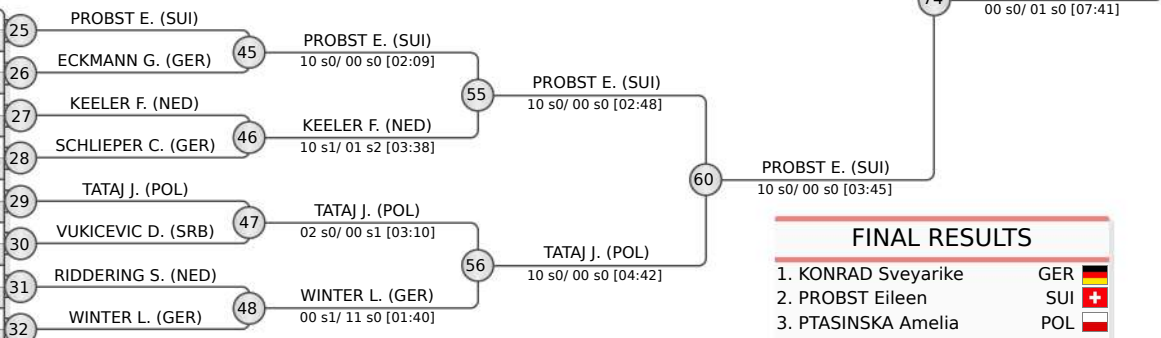 74
00 s0/ 01 s0 [07:41]
25
PROBST E. (SUI)
26
ECKMANN G. (GER)
45
PROBST E. (SUI)
10 s0/ 00 s0 [02:09]
27
KEELER F. (NED)
28
SCHLIEPER C. (GER)
46
KEELER F. (NED)
10 s1/ 01 s2 [03:38]
55
PROBST E. (SUI)
10 s0/ 00 s0 [02:48]
29
TATAJ J. (POL)
30
VUKICEVIC D. (SRB)
47
TATAJ J. (POL)
02 s0/ 00 s1 [03:10]
31
RIDDERING S. (NED)
32
WINTER L. (GER)
48
WINTER L. (GER)
00 s1/ 11 s0 [01:40]
56
TATAJ J. (POL)
10 s0/ 00 s0 [04:42]
60
PROBST E. (SUI)
10 s0/ 00 s0 [03:45]
FINAL RESULTS
1. KONRAD Sveyarike GER
2. PROBST Eileen SUI
3. PTASINSKA Amelia POL